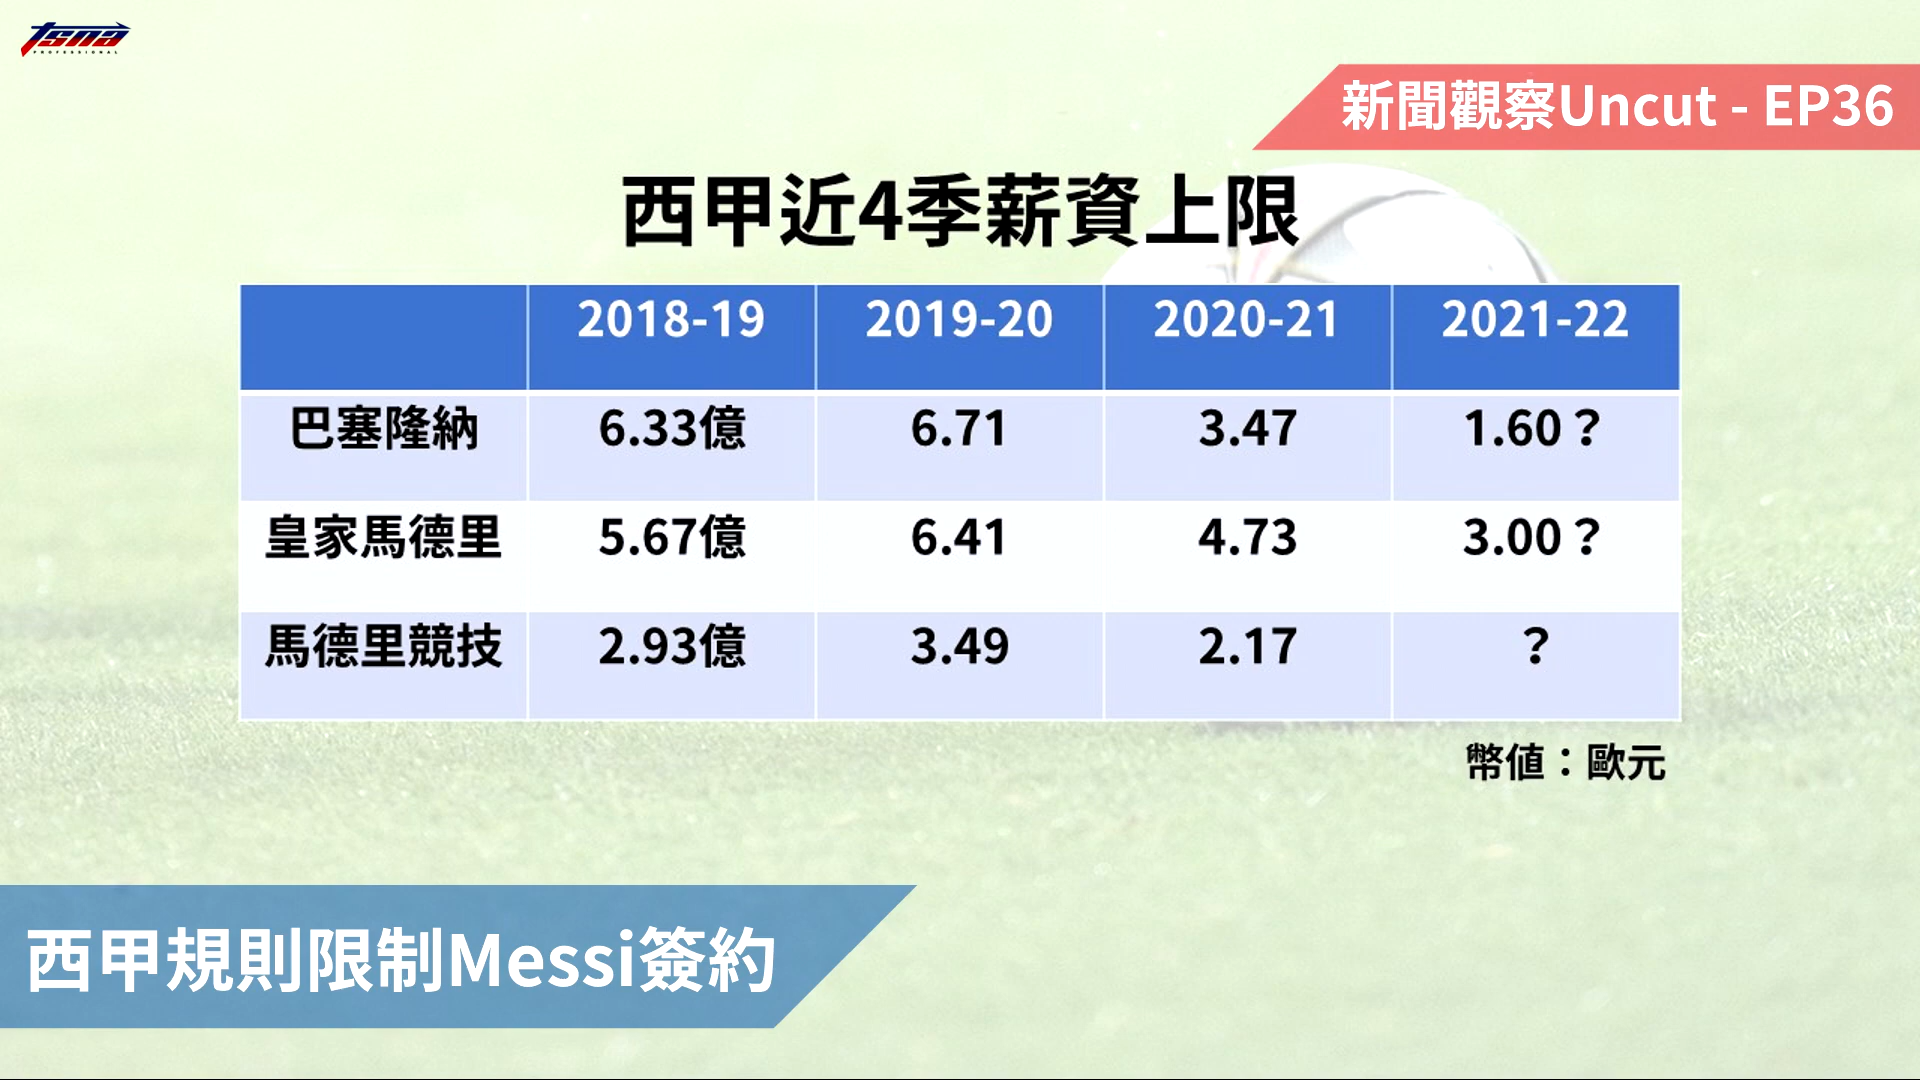 tsna
PROFESSIONAL
新聞觀察Uncut - EP36
西甲近4季薪資上限
2018-19 2019-20 2020-21 2021-22
巴塞隆納 6.33億 6.71 3.47 1.60？
皇家馬德里 5.67億 6.41 4.73 3.00？
馬德里競技 2.93億 3.49 2.17 ？
幣值：歐元
西甲規則限制Messi簽約